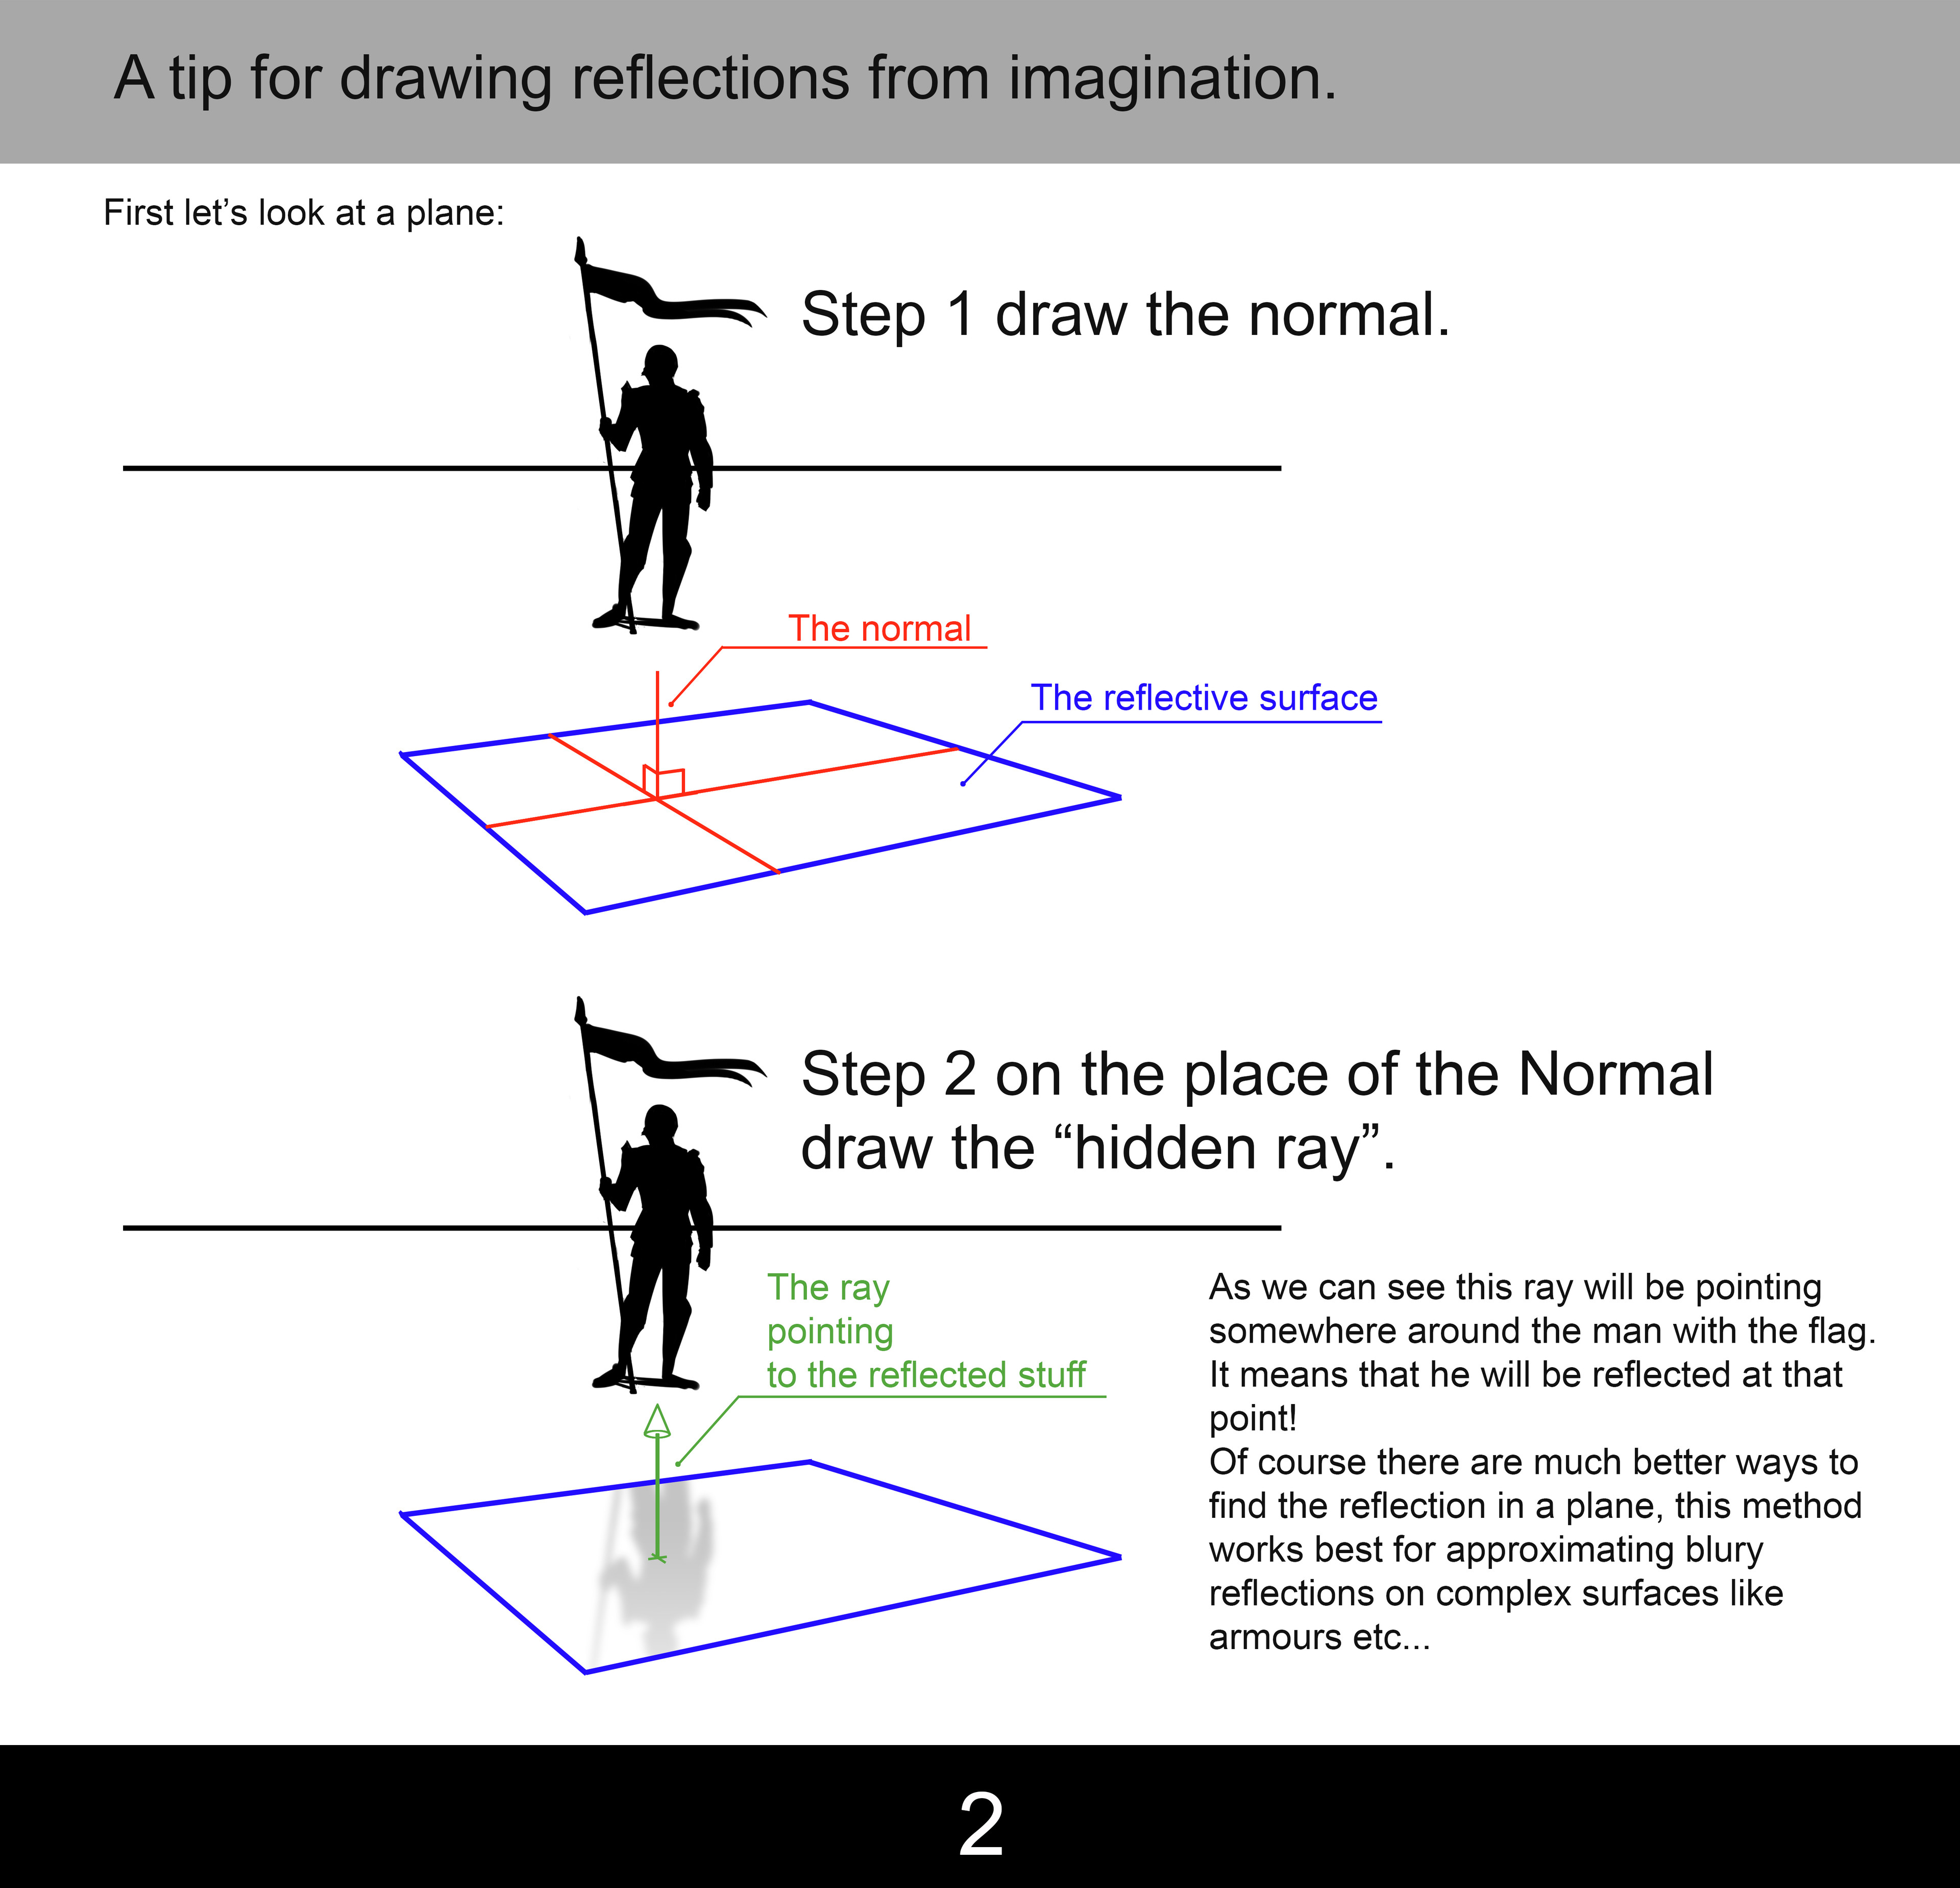 A tip for drawing reflections from imagination.
First let’s look at a plane:
Step 1 draw the normal.
The normal
The reflective surface
Step 2 on the place of the Normal
draw the “hidden ray”.
The ray
pointing
to the reflected stuff
As we can see this ray will be pointing
somewhere around the man with the flag.
It means that he will be reflected at that
point!
Of course there are much better ways to
find the reflection in a plane, this method
works best for approximating blury
reflections on complex surfaces like
armours etc...
2